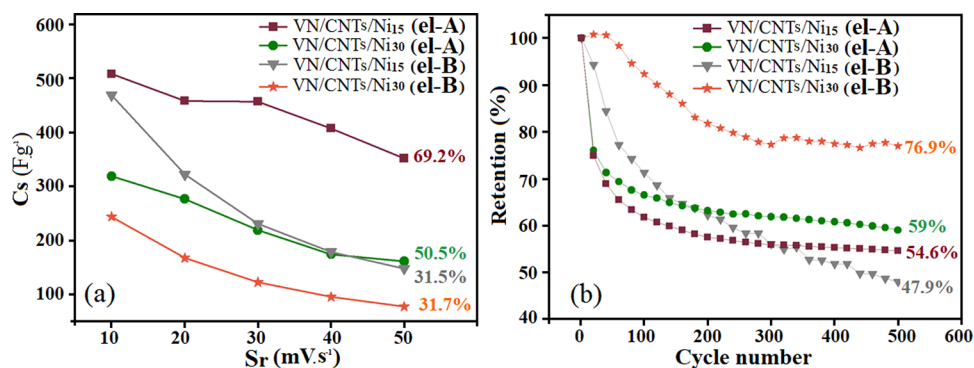 600
500
400
300
200
100
Cs (F.g⁻¹)
VN/CNTs/Ni₁₅ (el-A)
VN/CNTs/Ni₃₀ (el-A)
VN/CNTs/Ni₁₅ (el-B)
VN/CNTs/Ni₃₀ (el-B)
69.2%
50.5%
31.5%
31.7%
(a)
10 20 30 40 50
Sr (mV.s⁻¹)
100
90
80
70
60
50
40
Retention (%)
VN/CNTs/Ni₁₅ (el-A)
VN/CNTs/Ni₃₀ (el-A)
VN/CNTs/Ni₁₅ (el-B)
VN/CNTs/Ni₃₀ (el-B)
76.9%
59%
54.6%
47.9%
(b)
0 100 200 300 400 500 600
Cycle number